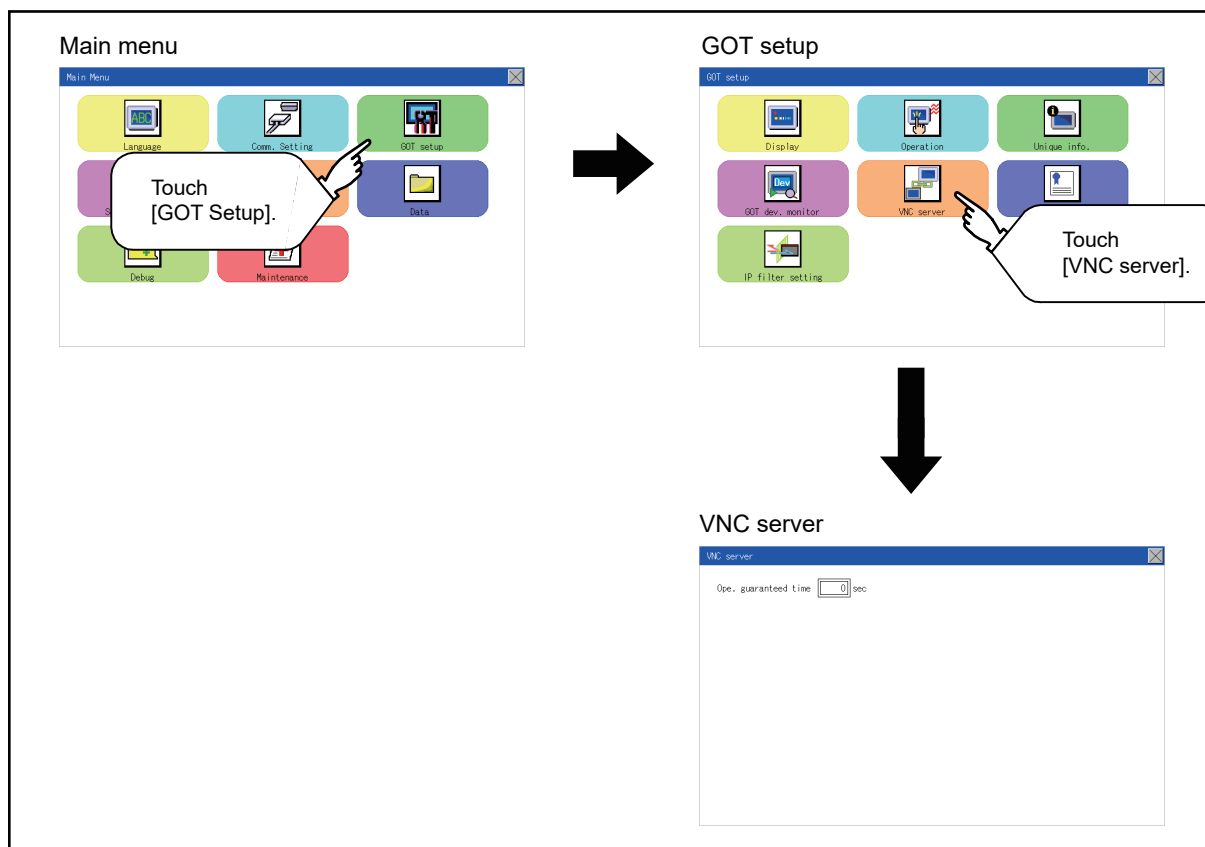 Main menu
Main Menu
ABC
Language
Comm. Setting
GOT setup
Touch
[GOT Setup].
S
Data
Debug
Maintenance
GOT setup
GOT setup
Display
Operation
Unique info.
Dev
GOT dev. monitor
VNC server
Touch
[VNC server].
IP filter setting
VNC server
VNC server
Ope. guaranteed time 0 sec